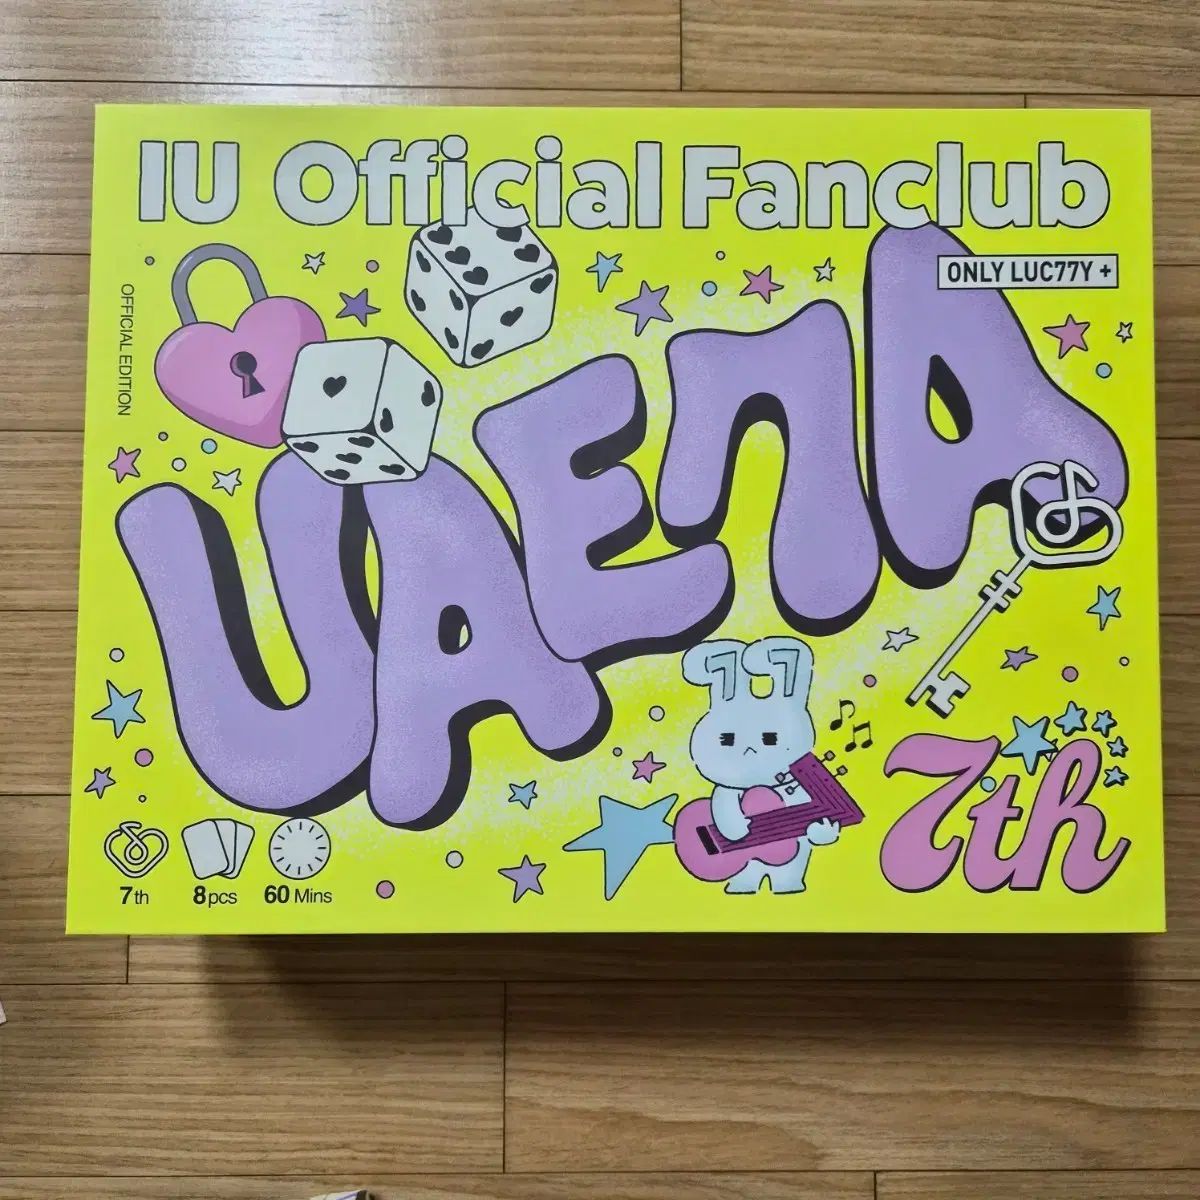 IU Official Fanclub
ONLY LUC77Y +
OFFICIAL EDITION
UAEnA
7th
7th
8pcs
60 Mins